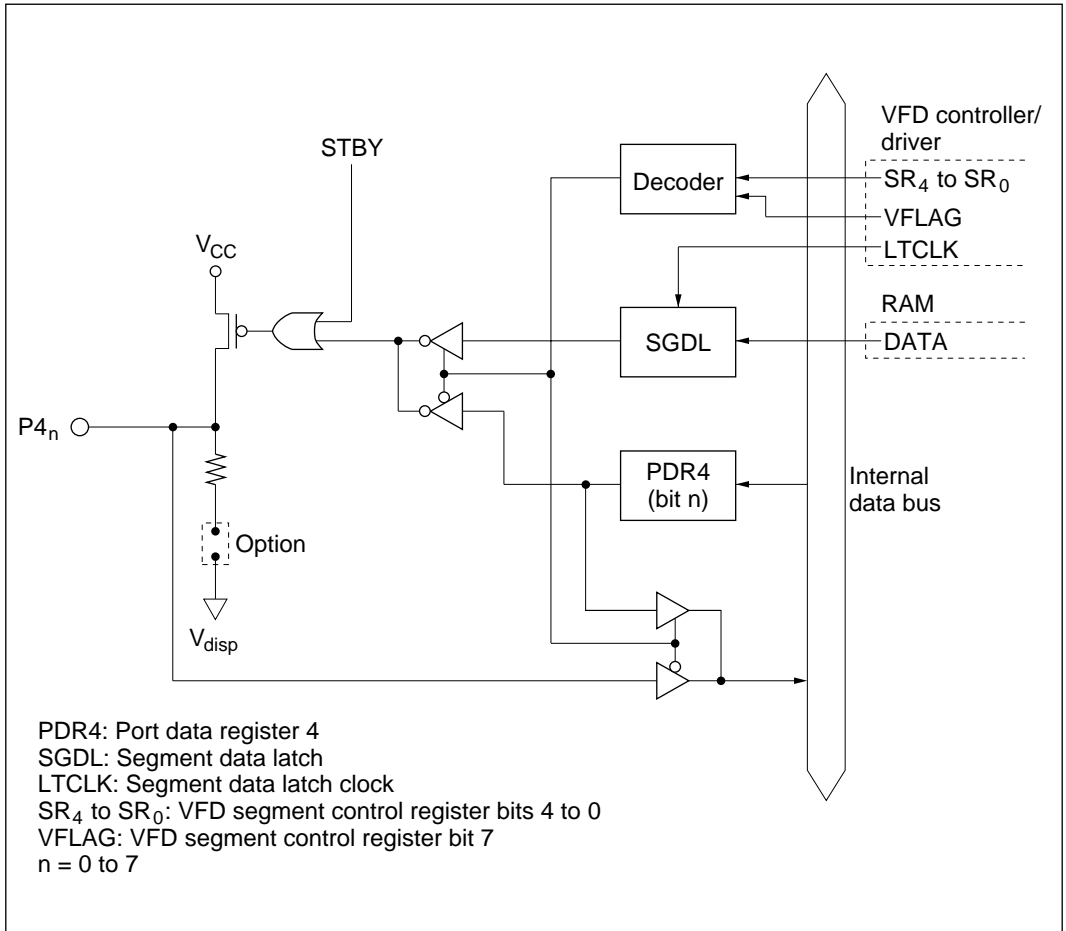 VFD controller/
driver
STBY
Decoder
SR4 to SR0
VFLAG
LTCLK
VCC
RAM
SGDL
DATA
P4n
PDR4
(bit n)
Internal
data bus
Option
Vdisp
PDR4: Port data register 4
SGDL: Segment data latch
LTCLK: Segment data latch clock
SR4 to SR0: VFD segment control register bits 4 to 0
VFLAG: VFD segment control register bit 7
n = 0 to 7